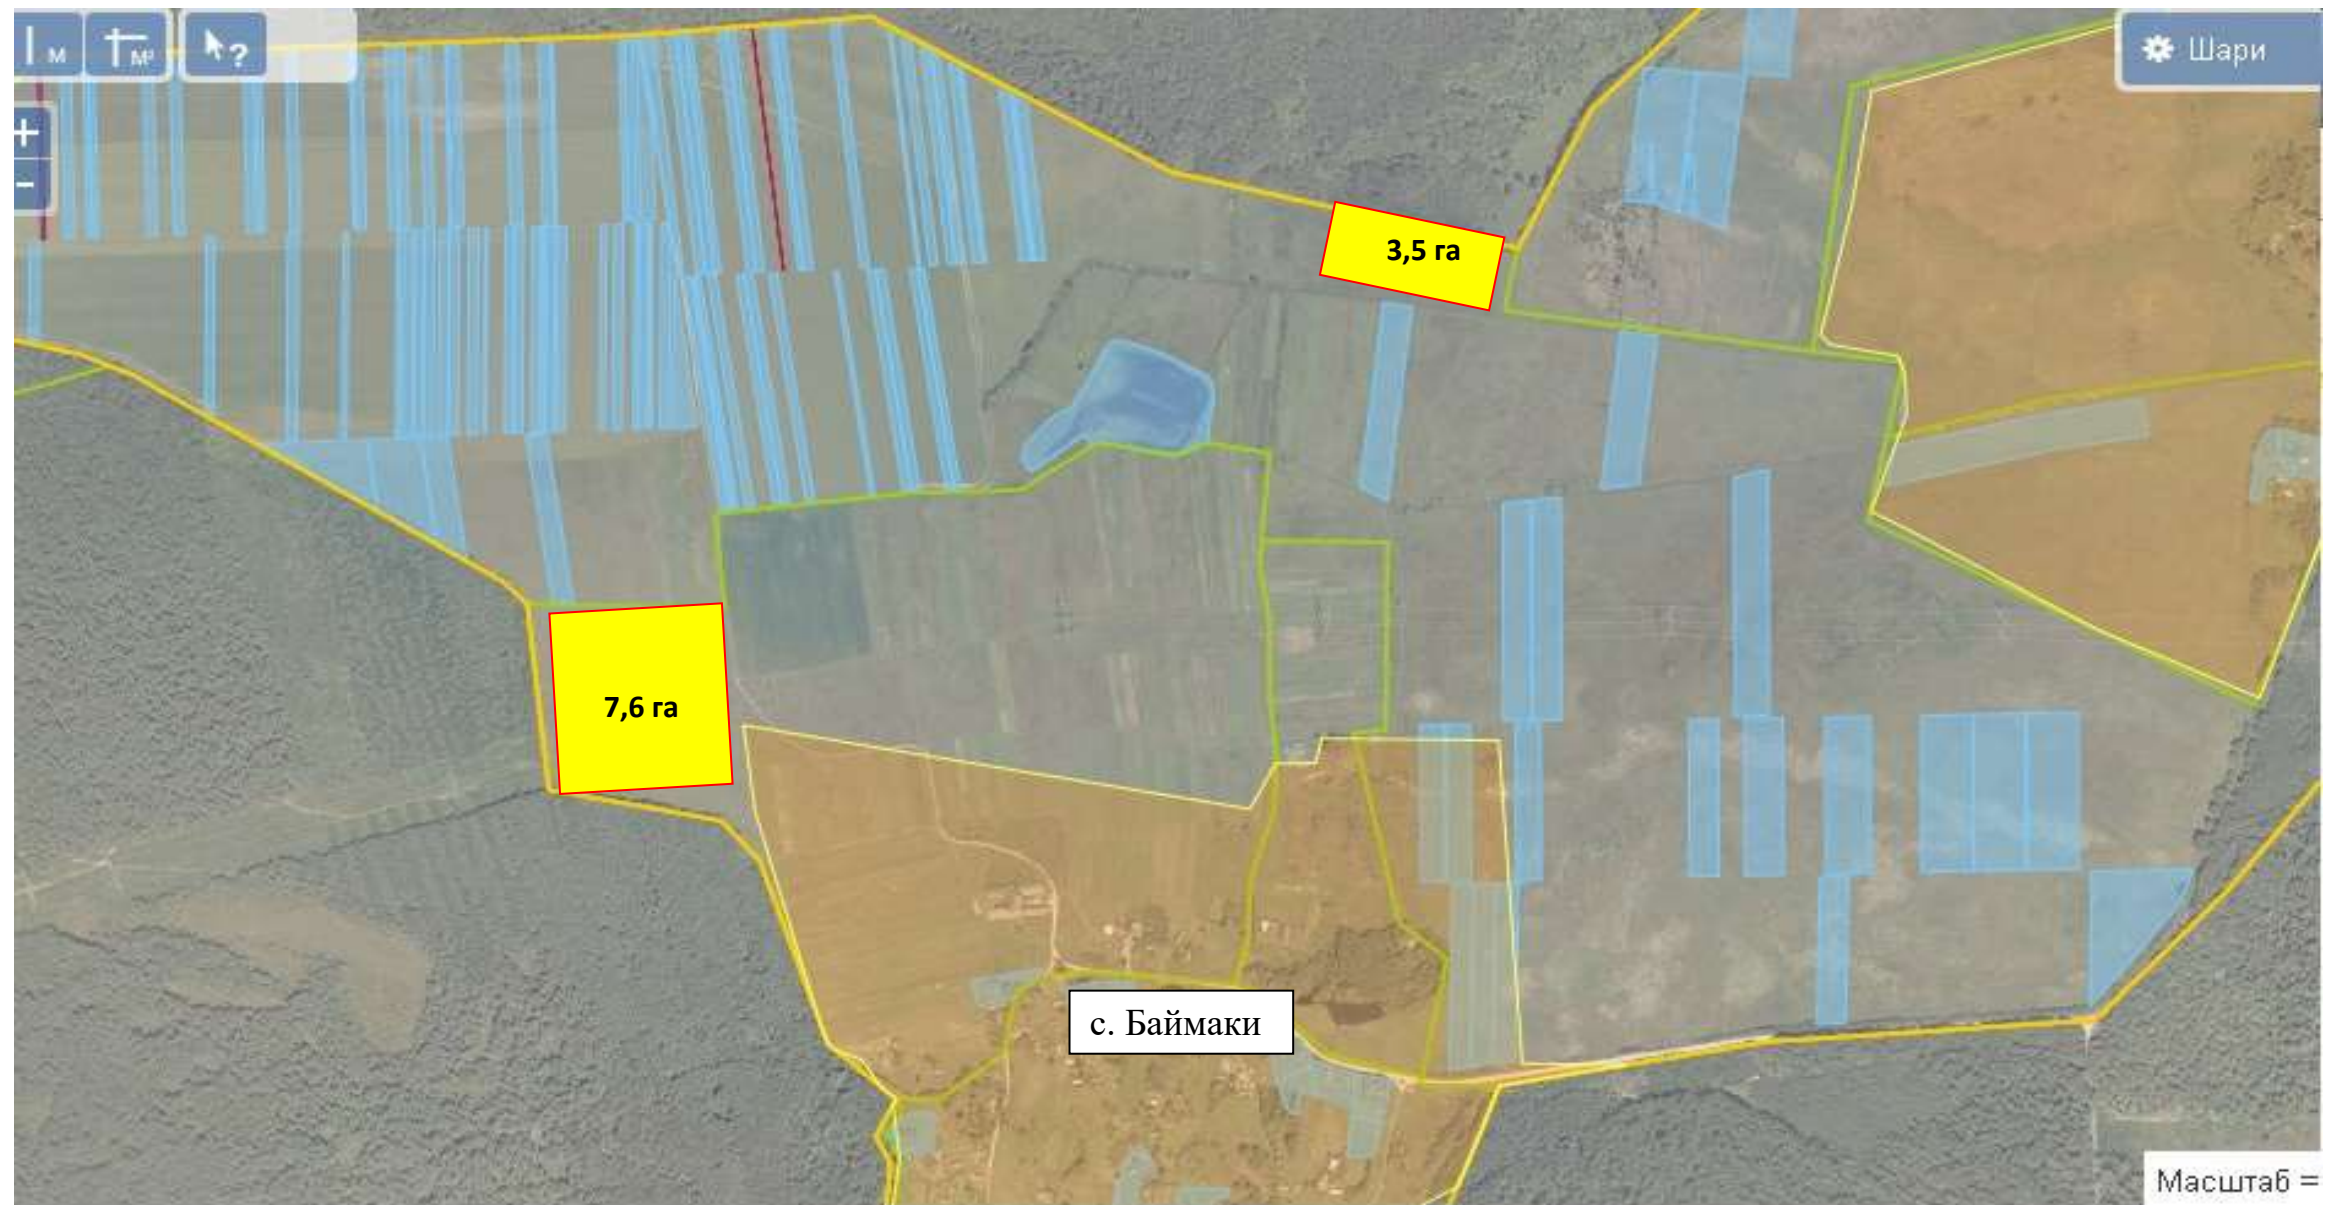 м
м²
?
Шари
+
-
3,5 га
7,6 га
с. Баймаки
Масштаб =